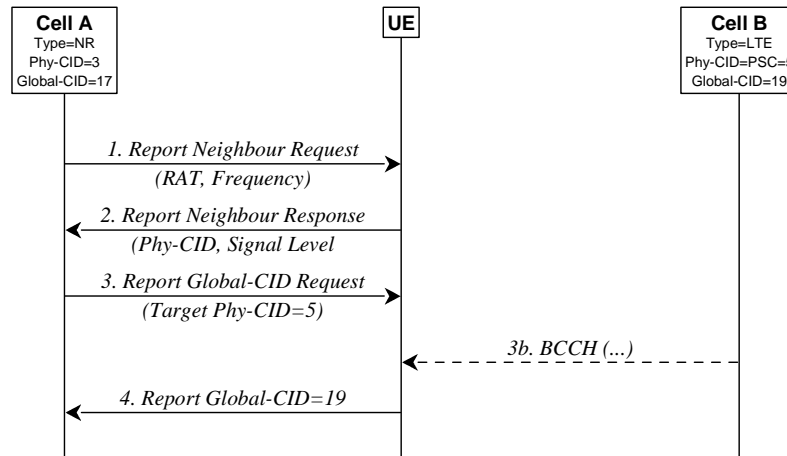 Cell A
Type=NR
Phy-CID=3
Global-CID=17
UE
Cell B
Type=LTE
Phy-CID=PSC=5
Global-CID=19
1. Report Neighbour Request
(RAT, Frequency)
2. Report Neighbour Response
(Phy-CID, Signal Level
3. Report Global-CID Request
(Target Phy-CID=5)
3b. BCCH (...)
4. Report Global-CID=19